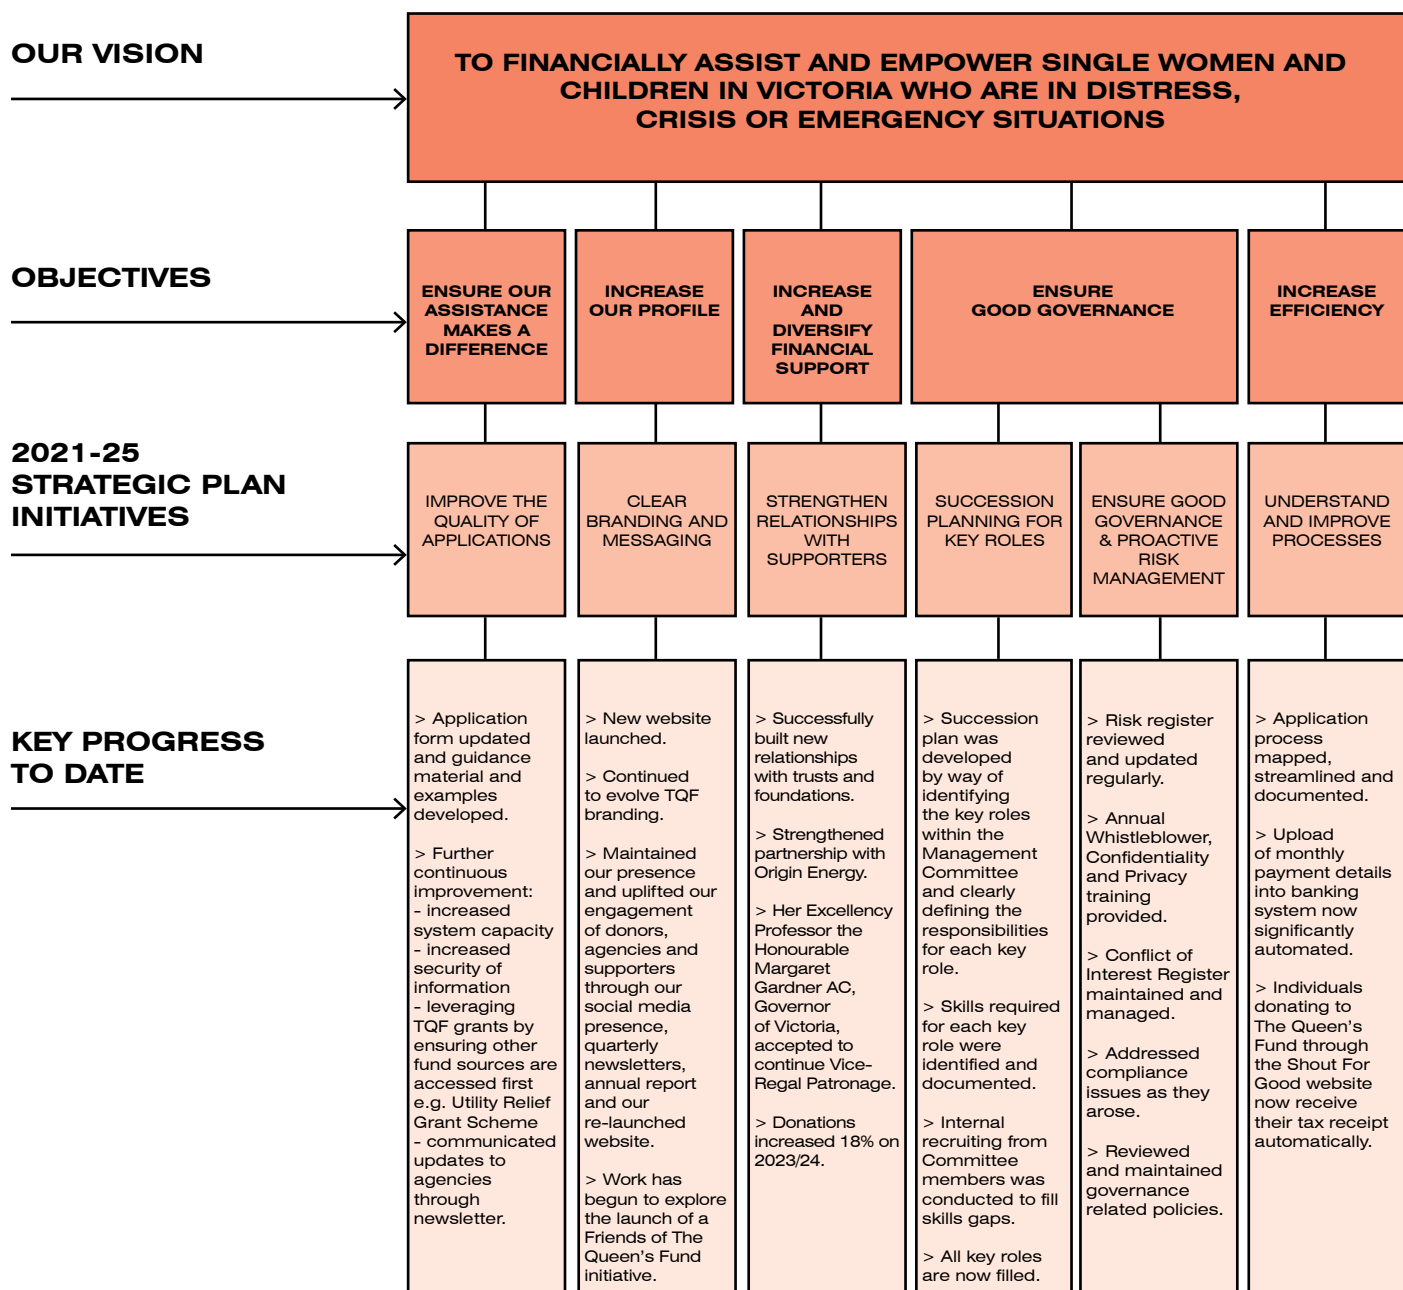 OUR VISION
TO FINANCIALLY ASSIST AND EMPOWER SINGLE WOMEN AND
CHILDREN IN VICTORIA WHO ARE IN DISTRESS,
CRISIS OR EMERGENCY SITUATIONS
OBJECTIVES
ENSURE OUR
ASSISTANCE
MAKES A
DIFFERENCE
INCREASE
OUR PROFILE
INCREASE
AND
DIVERSIFY
FINANCIAL
SUPPORT
ENSURE
GOOD GOVERNANCE
INCREASE
EFFICIENCY
2021-25
STRATEGIC PLAN
INITIATIVES
IMPROVE THE
QUALITY OF
APPLICATIONS
CLEAR
BRANDING AND
MESSAGING
STRENGTHEN
RELATIONSHIPS
WITH
SUPPORTERS
SUCCESSION
PLANNING FOR
KEY ROLES
ENSURE GOOD
GOVERNANCE
& PROACTIVE
RISK
MANAGEMENT
UNDERSTAND
AND IMPROVE
PROCESSES
KEY PROGRESS
TO DATE
> Application
form updated
and guidance
material and
examples
developed.
> Further
continuous
improvement:
- increased
system capacity
- increased
security of
information
- leveraging
TQF grants by
ensuring other
fund sources are
accessed first
e.g. Utility Relief
Grant Scheme
- communicated
updates to
agencies
through
newsletter.
> New website
launched.
> Continued
to evolve TQF
branding.
> Maintained
our presence
and uplifted our
engagement
of donors,
agencies and
supporters
through our
social media
presence,
quarterly
newsletters,
annual report
and our
re-launched
website.
> Work has
begun to explore
the launch of a
Friends of The
Queen's Fund
initiative.
> Successfully
built new
relationships
with trusts and
foundations.
> Strengthened
partnership with
Origin Energy.
> Her Excellency
Professor the
Honourable
Margaret
Gardner AC,
Governor
of Victoria,
accepted to
continue Vice-
Regal Patronage.
> Donations
increased 18% on
2023/24.
> Succession
plan was
developed
by way of
identifying
the key roles
within the
Management
Committee
and clearly
defining the
responsibilities
for each key
role.
> Skills required
for each key
role were
identified and
documented.
> Internal
recruiting from
Committee
members was
conducted to fill
skills gaps.
> All key roles
are now filled.
> Risk register
reviewed
and updated
regularly.
> Annual
Whistleblower,
Confidentiality
and Privacy
training
provided.
> Conflict of
Interest Register
maintained and
managed.
> Addressed
compliance
issues as they
arose.
> Reviewed
and maintained
governance
related policies.
> Application
process
mapped,
streamlined and
documented.
> Upload
of monthly
payment details
into banking
system now
significantly
automated.
> Individuals
donating to
The Queen's
Fund through
the Shout For
Good website
now receive
their tax receipt
automatically.